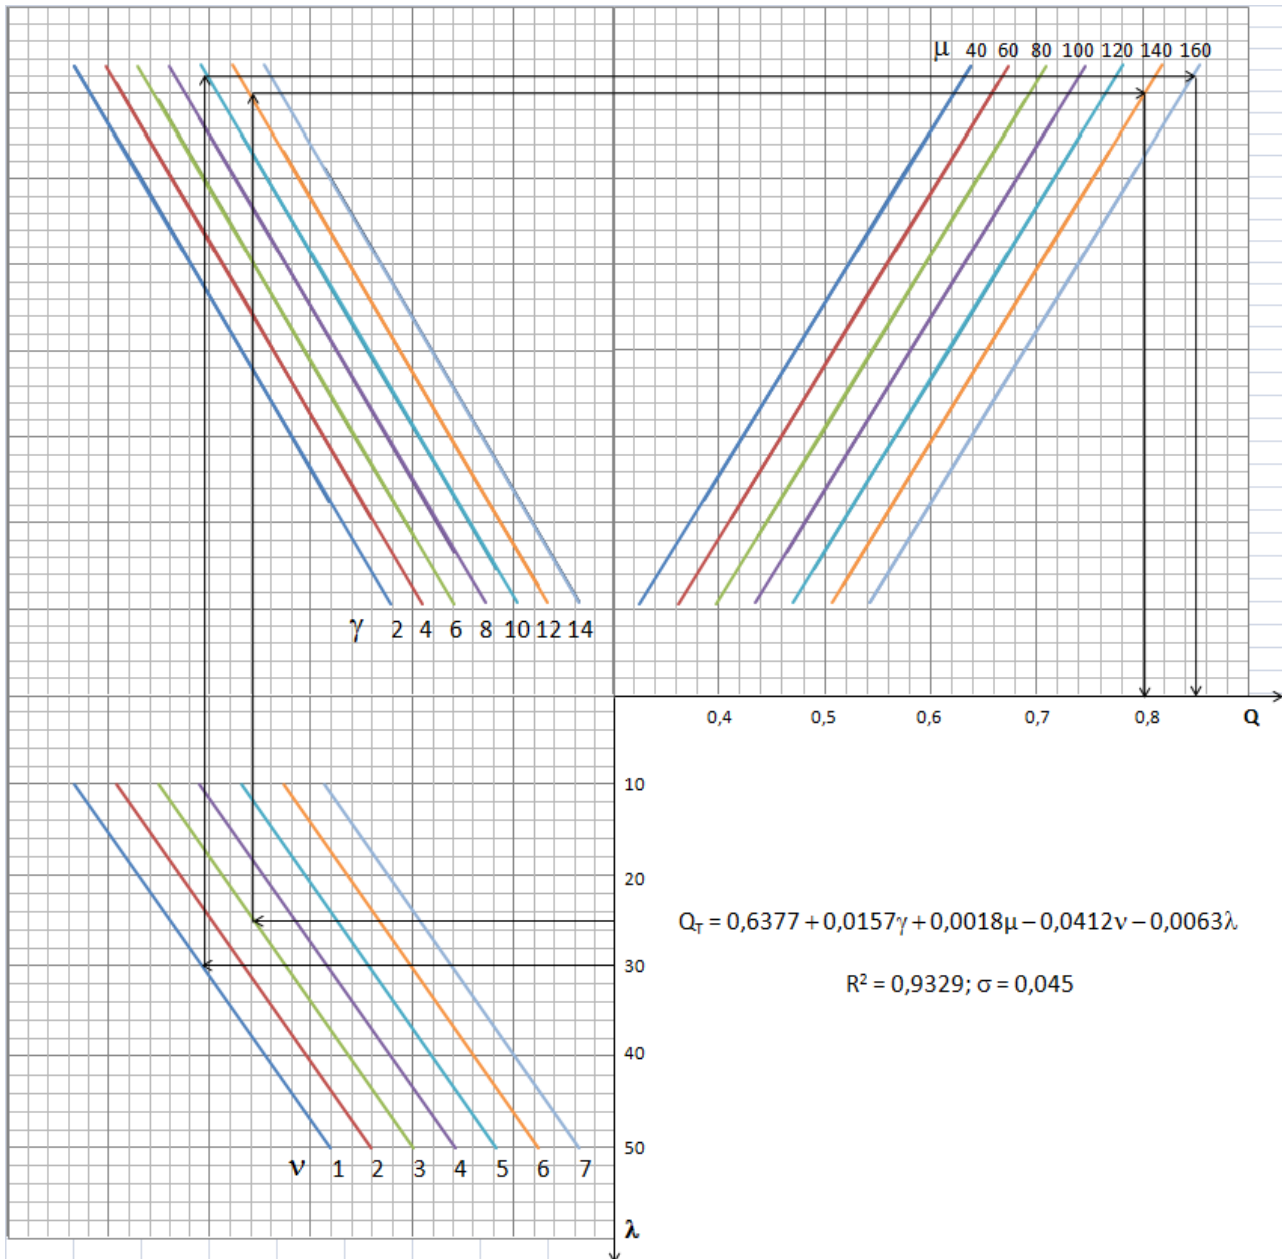 μ 40 60 80 100 120 140 160
γ 2 4 6 8 10 12 14
0,4 0,5 0,6 0,7 0,8 Q
10
20
Q_T = 0,6377 + 0,0157γ + 0,0018μ − 0,0412ν − 0,0063λ
30
R² = 0,9329; σ = 0,045
40
50
ν 1 2 3 4 5 6 7
λ